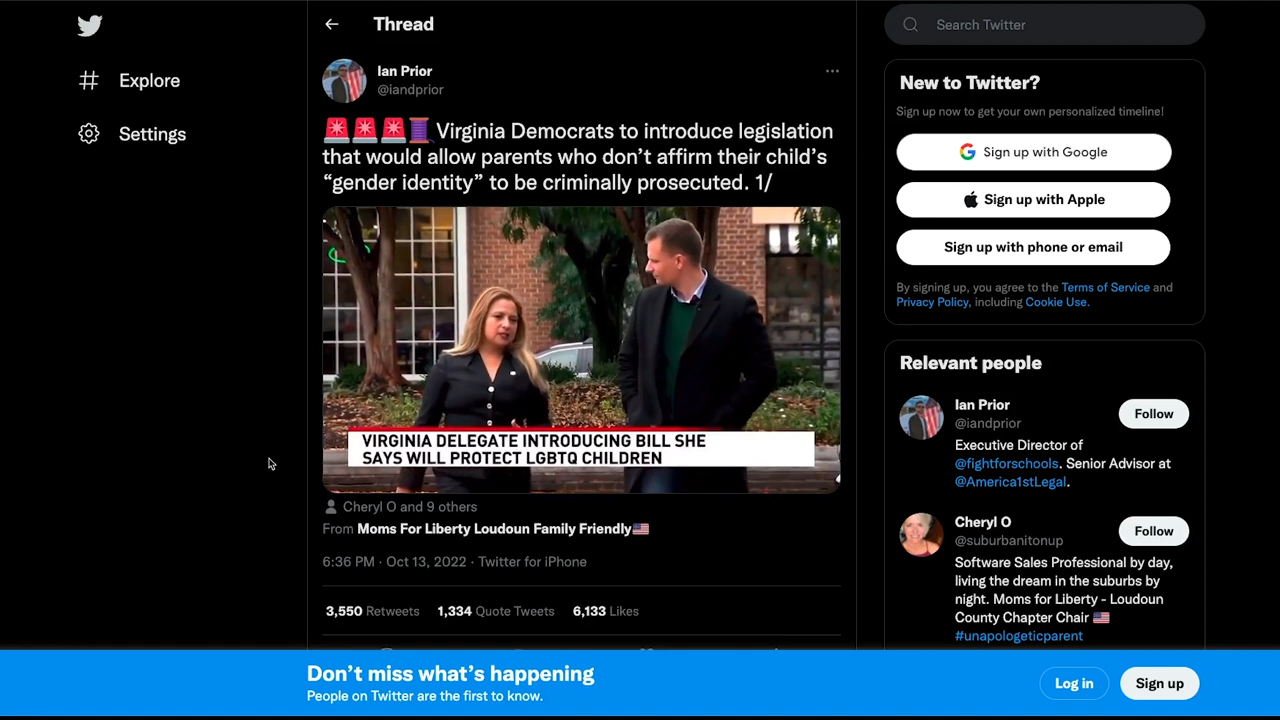 Explore
Settings
Thread
Ian Prior
@iandprior
Virginia Democrats to introduce legislation
that would allow parents who don’t affirm their child’s
“gender identity” to be criminally prosecuted. 1/
VIRGINIA DELEGATE INTRODUCING BILL SHE
SAYS WILL PROTECT LGBTQ CHILDREN
Cheryl O and 9 others
From Moms For Liberty Loudoun Family Friendly🇺🇸
6:36 PM · Oct 13, 2022 · Twitter for iPhone
3,550 Retweets 1,334 Quote Tweets 6,133 Likes
Search Twitter
New to Twitter?
Sign up now to get your own personalized timeline!
Sign up with Google
Sign up with Apple
Sign up with phone or email
By signing up, you agree to the Terms of Service and
Privacy Policy, including Cookie Use.
Relevant people
Ian Prior
@iandprior
Follow
Executive Director of
@fightforschools. Senior Advisor at
@America1stLegal.
Cheryl O
@suburbanitonup
Follow
Software Sales Professional by day,
living the dream in the suburbs by
night. Moms for Liberty - Loudoun
County Chapter Chair 🇺🇸
#unapologeticparent
Don’t miss what’s happening
People on Twitter are the first to know.
Log in
Sign up